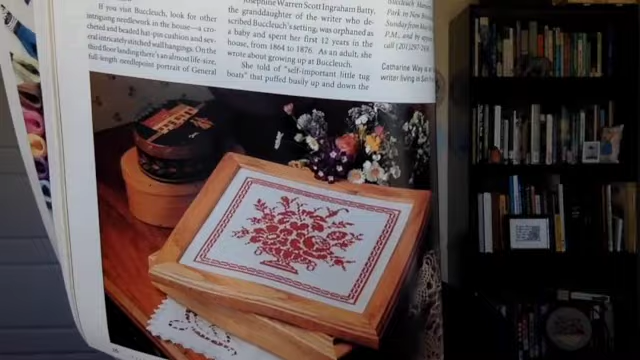 If you visit Buccleuch, look for other
intriguing needlework in the house—a cro-
cheted and beaded hat-pin cushion and sev-
eral intricately stitched wall hangings. On the
third floor landing there's an almost life-size,
full-length needlepoint portrait of General
Josephine Warren Scott Ingraham Batty,
the granddaughter of the writer who de-
scribed Buccleuch's setting, was orphaned as
a baby and spent her first 12 years in the
house, from 1864 to 1876. As an adult, she
wrote about growing up at Buccleuch.
She told of "self-important little tug
boats" that puffed busily up and down the
Buccleuch
Park in New
Sunday from
P.M., and by
call (201)297
Catharine Way is a
writer living in